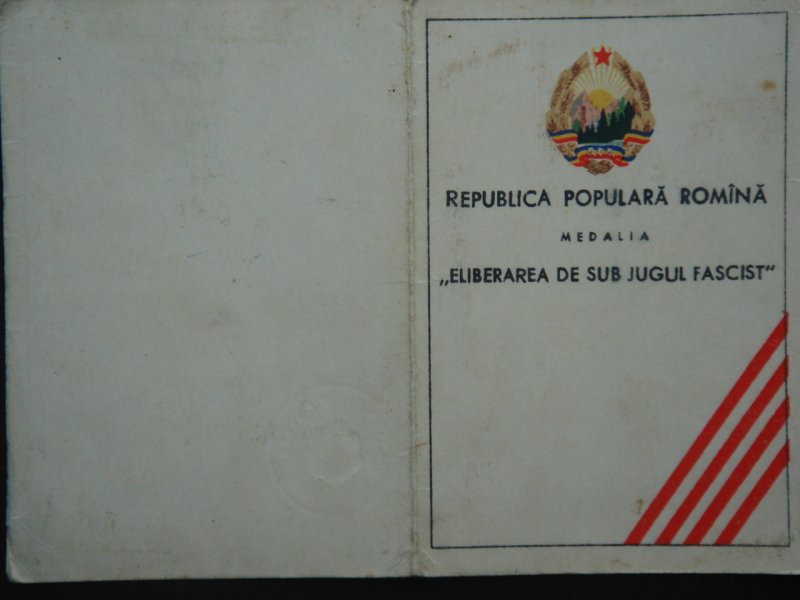 R.P.R.
REPUBLICA POPULARĂ ROMÎNĂ
MEDALIA
„ELIBERAREA DE SUB JUGUL FASCIST"